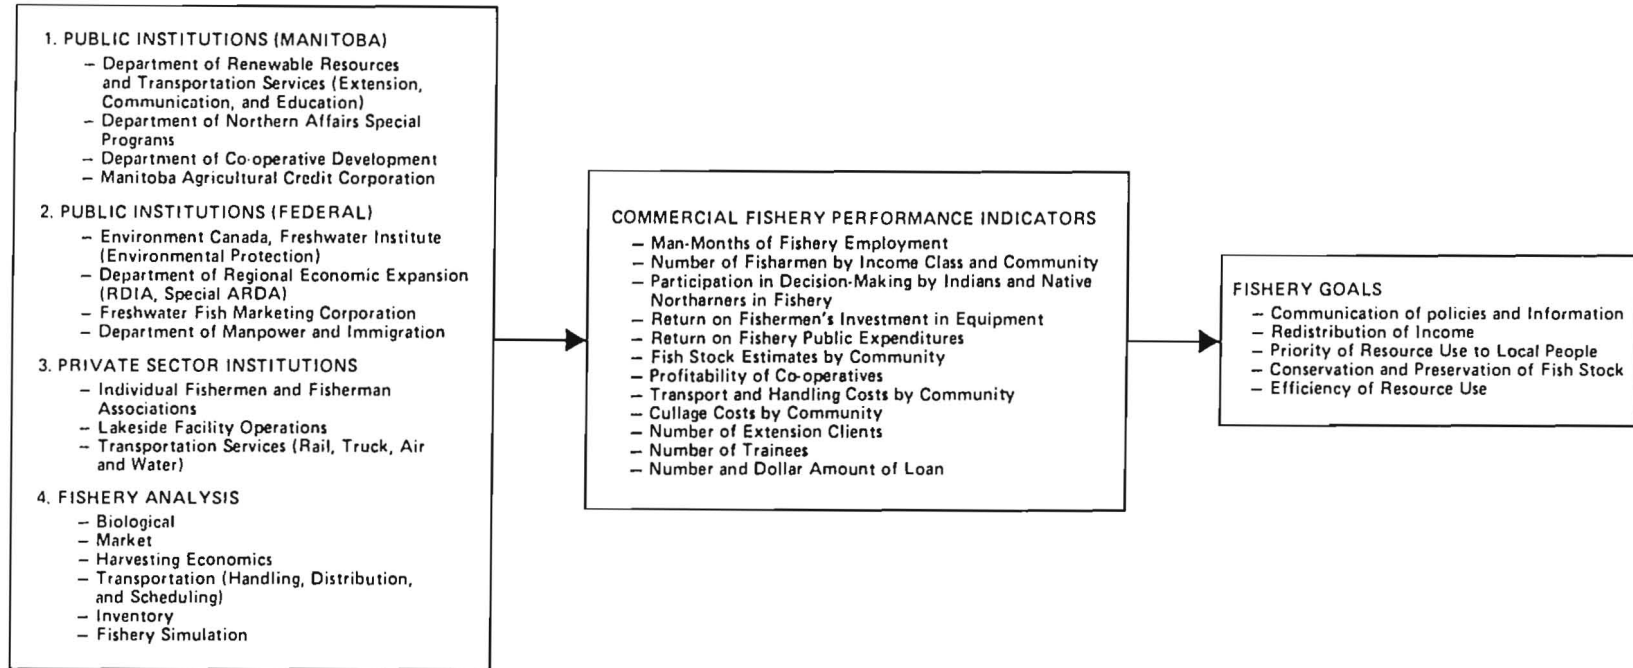 1. PUBLIC INSTITUTIONS (MANITOBA)
– Department of Renewable Resources
and Transportation Services (Extension,
Communication, and Education)
– Department of Northern Affairs Special
Programs
– Department of Co-operative Development
– Manitoba Agricultural Credit Corporation
2. PUBLIC INSTITUTIONS (FEDERAL)
– Environment Canada, Freshwater Institute
(Environmental Protection)
– Department of Regional Economic Expansion
(RDIA, Special ARDA)
– Freshwater Fish Marketing Corporation
– Department of Manpower and Immigration
3. PRIVATE SECTOR INSTITUTIONS
– Individual Fishermen and Fisherman
Associations
– Lakeside Facility Operations
– Transportation Services (Rail, Truck, Air
and Water)
4. FISHERY ANALYSIS
– Biological
– Market
– Harvesting Economics
– Transportation (Handling, Distribution,
and Scheduling)
– Inventory
– Fishery Simulation
COMMERCIAL FISHERY PERFORMANCE INDICATORS
– Man-Months of Fishery Employment
– Number of Fisharmen by Income Class and Community
– Participation in Decision-Making by Indians and Native
Northarners in Fishery
– Return on Fishermen's Investment in Equipment
– Return on Fishery Public Expenditures
– Fish Stock Estimates by Community
– Profitability of Co-operatives
– Transport and Handling Costs by Community
– Cullage Costs by Community
– Number of Extension Clients
– Number of Trainees
– Number and Dollar Amount of Loan
FISHERY GOALS
– Communication of policies and Information
– Redistribution of Income
– Priority of Resource Use to Local People
– Conservation and Preservation of Fish Stock
– Efficiency of Resource Use